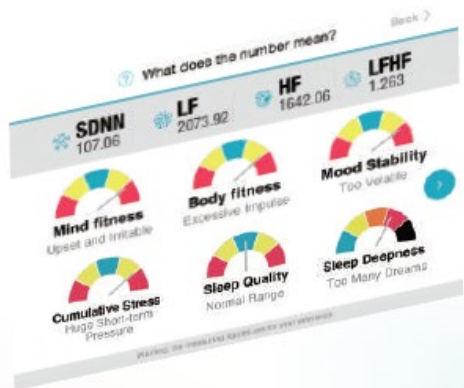 Back
What does the number mean?
SDNN
107.06
LF
2073.92
HF
1642.06
LFHF
1.263
Mind fitness
Upset and Irritable
Body fitness
Excessive Impulse
Mood Stability
Too Volatile
Cumulative Stress
Huge Short-term
Pressure
Sleep Quality
Normal Range
Sleep Deepness
Too Many Dreams